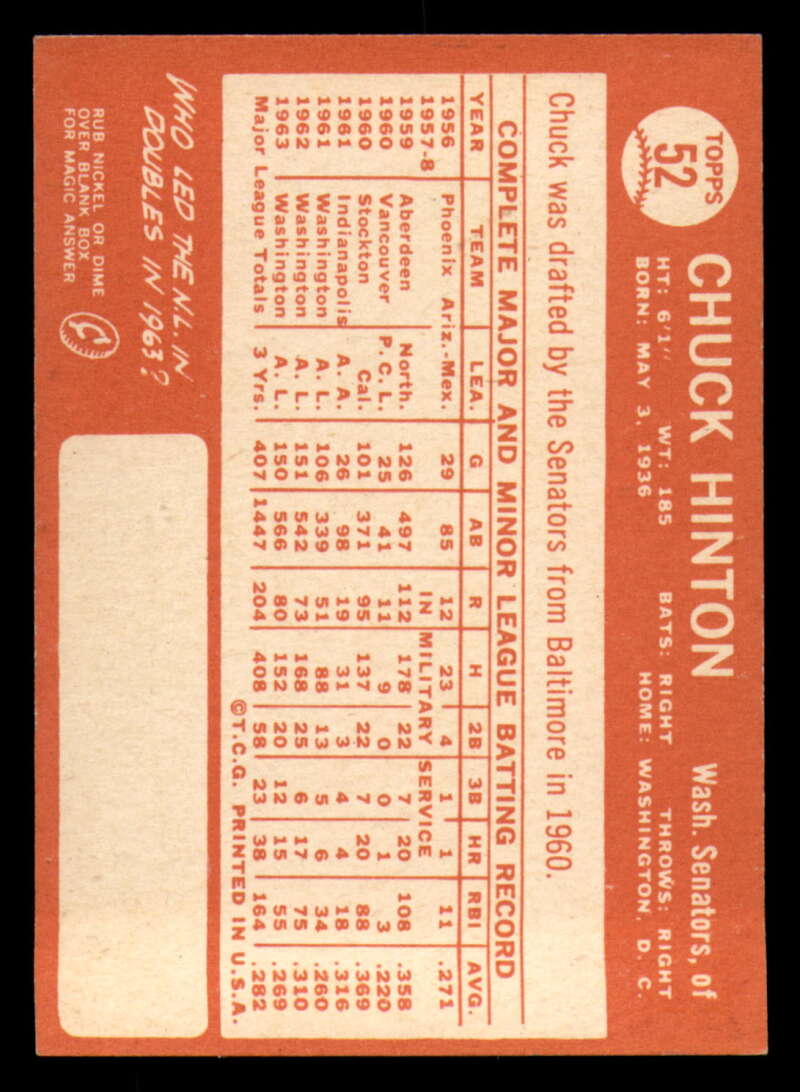 TOPPS
52
CHUCK HINTON Wash. Senators, of
HT: 6'1" WT: 185 BATS: RIGHT THROWS: RIGHT
BORN: MAY 3, 1936 HOME: WASHINGTON, D. C.
Chuck was drafted by the Senators from Baltimore in 1960.
COMPLETE MAJOR AND MINOR LEAGUE BATTING RECORD
YEAR TEAM LEA. G AB R H 2B 3B HR RBI AVG.
1956 Phoenix Ariz.-Mex. 29 85 12 23 4 1 1 11 .271
1957-8 IN MILITARY SERVICE
1959 Aberdeen North. 126 497 112 178 22 7 20 108 .358
1960 Vancouver P.C.L. 25 41 11 9 0 0 1 3 .220
1960 Stockton Cal. 101 371 95 137 22 7 20 88 .369
1961 Indianapolis A. A. 26 98 19 31 3 4 4 18 .316
1961 Washington A. L. 106 339 51 88 13 5 6 34 .260
1962 Washington A. L. 151 542 73 168 25 6 17 75 .310
1963 Washington A. L. 150 566 80 152 20 12 15 55 .269
Major League Totals 3 Yrs. 407 1447 204 408 58 23 38 164 .282
©T.C.G. PRINTED IN U.S.A.
WHO LED THE N.L. IN
DOUBLES IN 1963?
RUB NICKEL OR DIME
OVER BLANK BOX
FOR MAGIC ANSWER